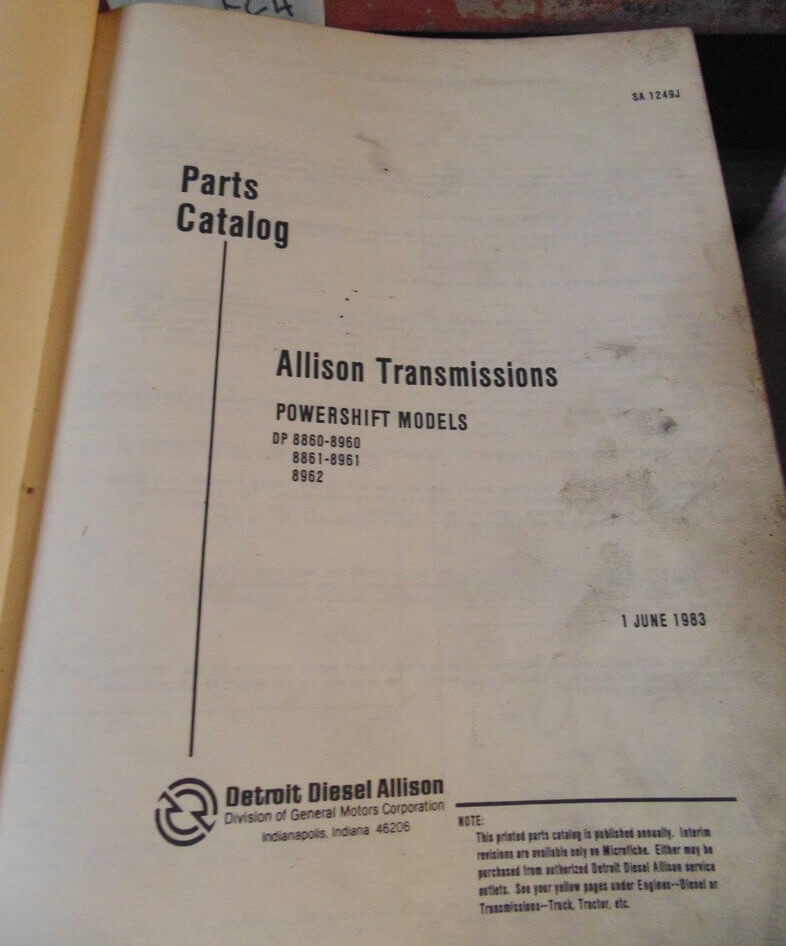 SA 1249J
Parts
Catalog
Allison Transmissions
POWERSHIFT MODELS
DP 8860-8960
8861-8961
8962
1 JUNE 1983
Detroit Diesel Allison
Division of General Motors Corporation
Indianapolis, Indiana 46206
NOTE:
This printed parts catalog is published annually. Interim
revisions are available only on Microfiche. Either may be
purchased from authorized Detroit Diesel Allison service
outlets. See your yellow pages under Engines—Diesel or
Transmissions—Truck, Tractor, etc.